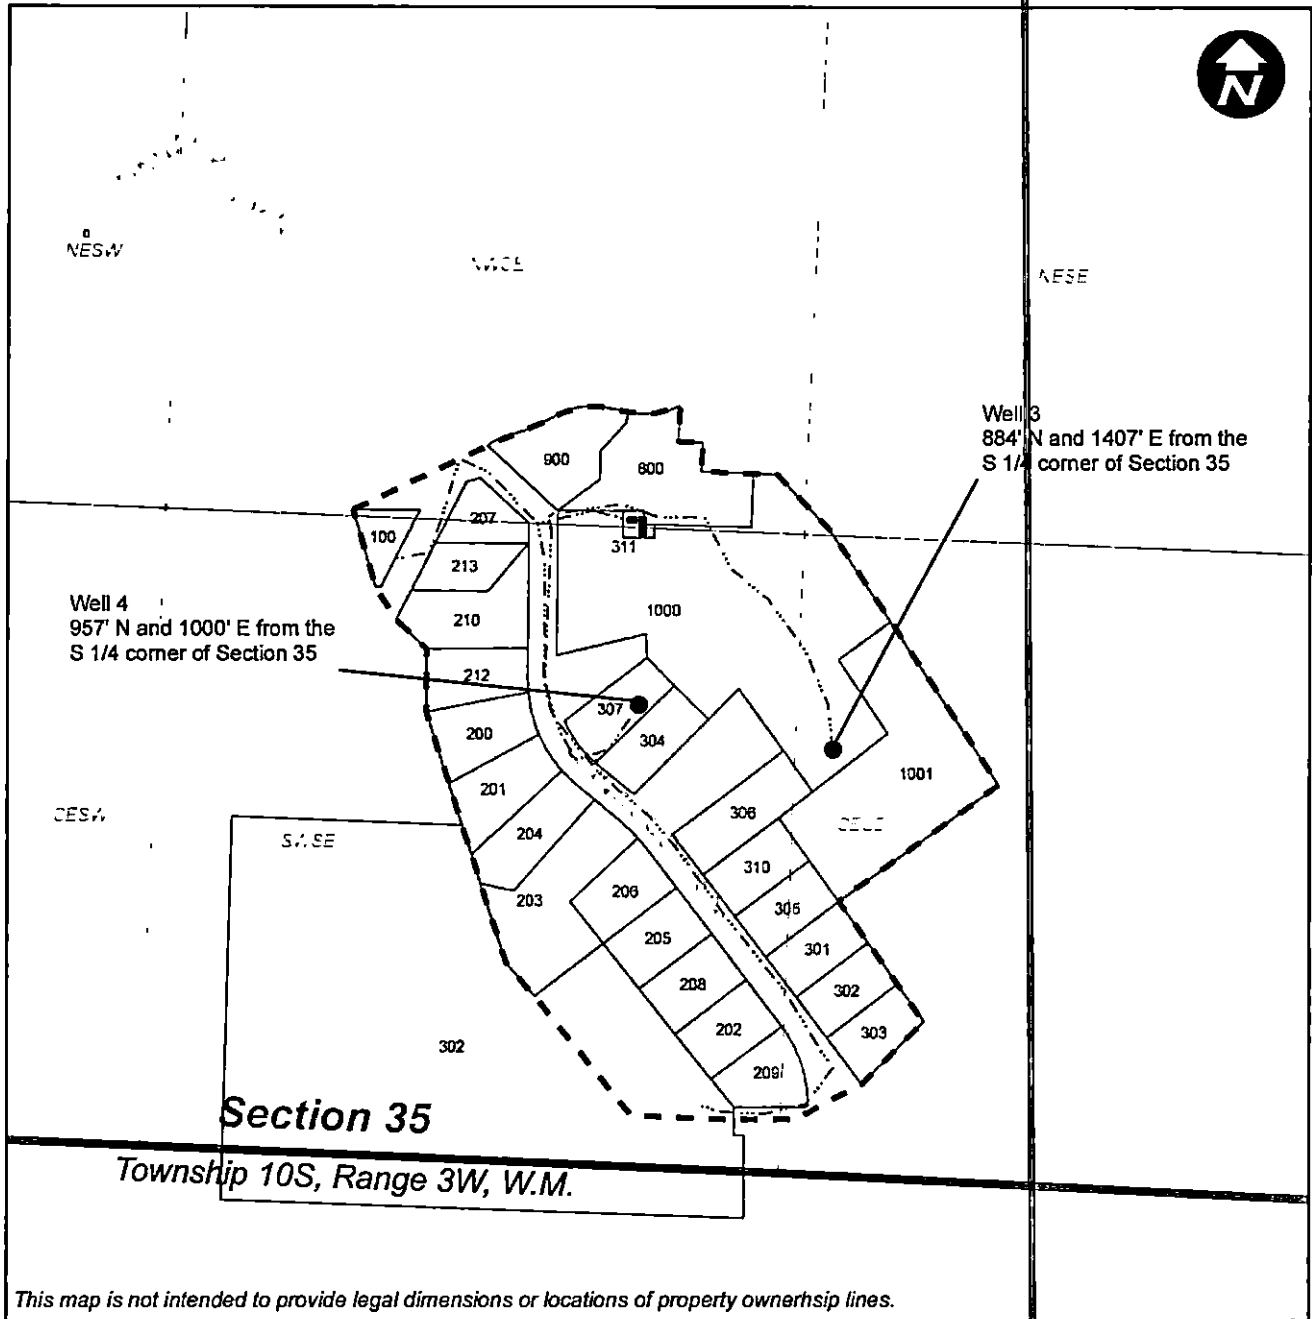 N
NESW
NESE
Well 3
884' N and 1407' E from the
S 1/4 corner of Section 35
900
800
207
100
311
213
1000
Well 4
957' N and 1000' E from the
S 1/4 corner of Section 35
210
212
307
200
304
1001
201
306
204
SWSE
310
203
206
305
205
301
208
302
202
303
302
209
Section 35
Township 10S, Range 3W, W.M.
This map is not intended to provide legal dimensions or locations of property ownerhsip lines.